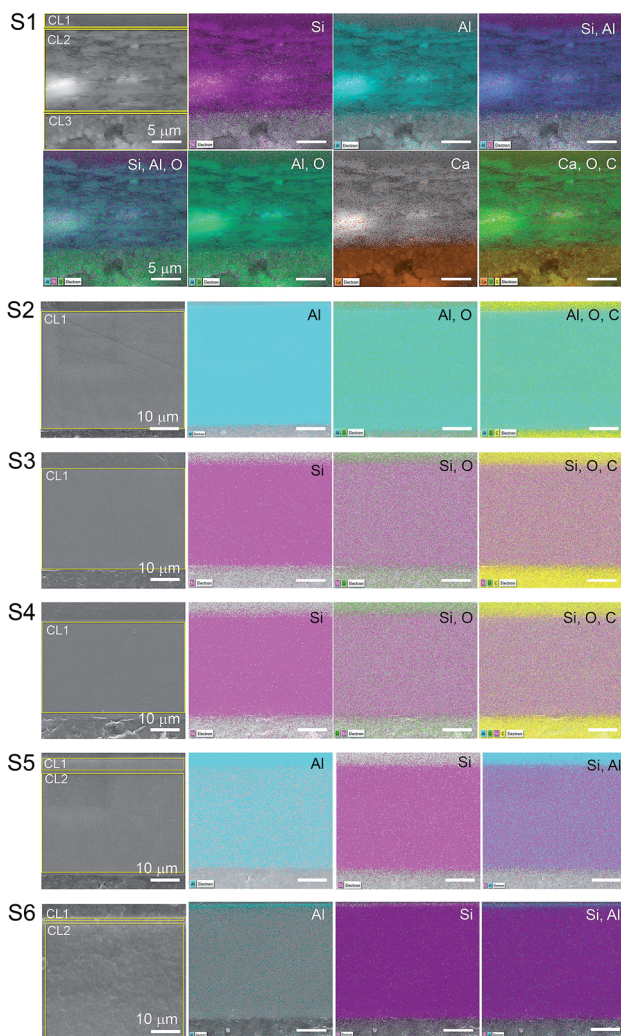 S1
CL1
CL2
CL3
5 μm
Si
Al
Si, Al
Si, Al, O
5 μm
Al, O
Ca
Ca, O, C
S2
CL1
10 μm
Al
Al, O
Al, O, C
S3
CL1
10 μm
Si
Si, O
Si, O, C
S4
CL1
10 μm
Si
Si, O
Si, O, C
S5
CL1
CL2
10 μm
Al
Si
Si, Al
S6
CL1
CL2
10 μm
Al
Si
Si, Al